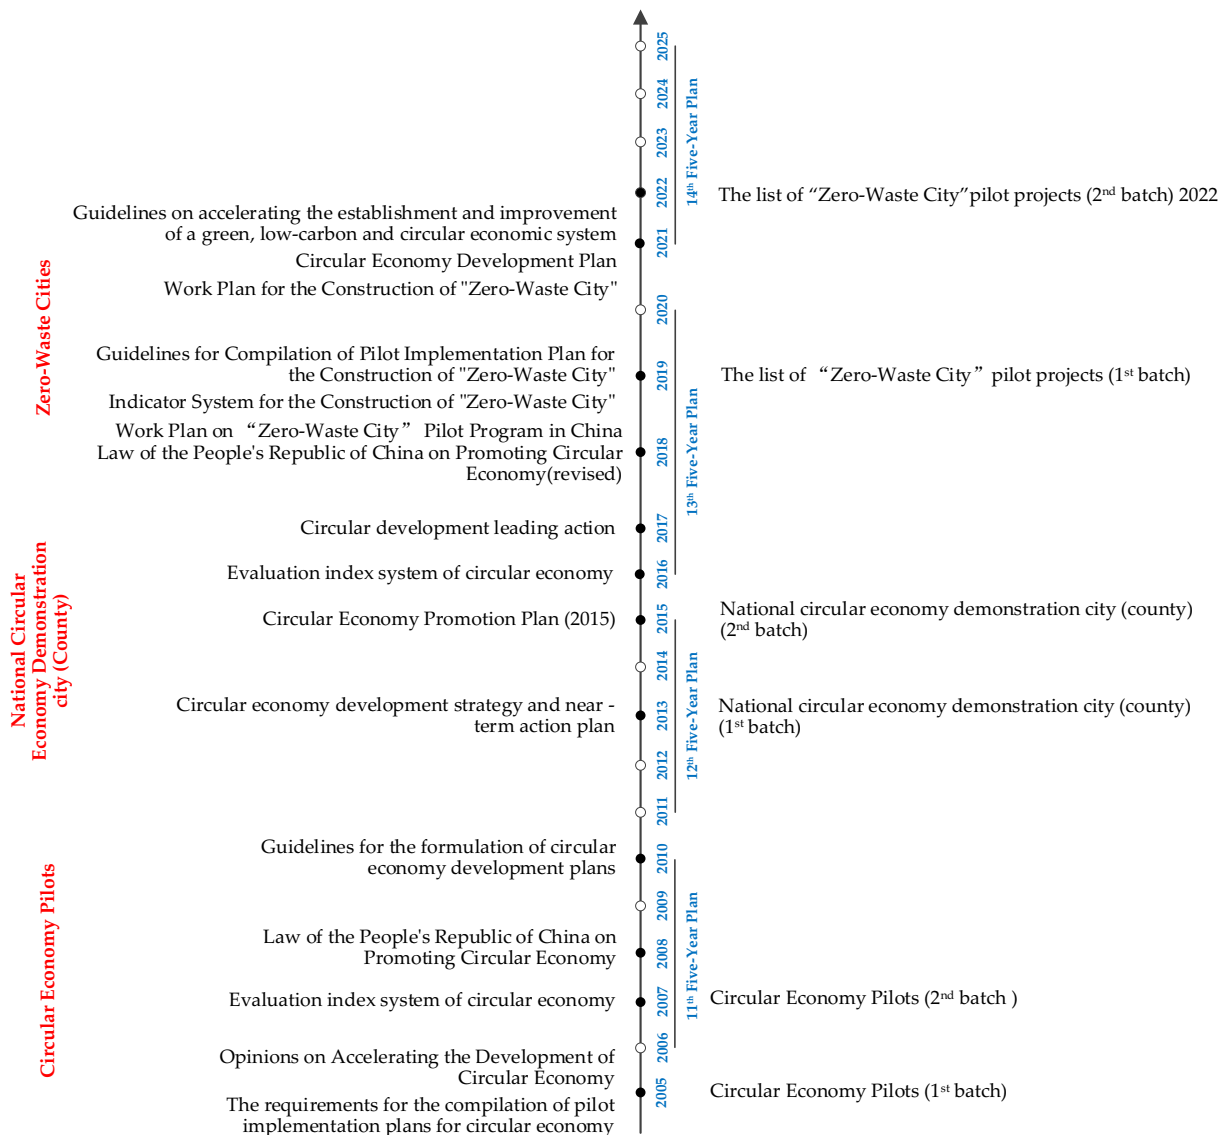 2025
2024
14th Five-Year Plan
2023
2022
The list of “Zero-Waste City”pilot projects (2nd batch) 2022
Guidelines on accelerating the establishment and improvement
of a green, low-carbon and circular economic system
2021
Circular Economy Development Plan
Work Plan for the Construction of "Zero-Waste City"
2020
Zero-Waste Cities
Guidelines for Compilation of Pilot Implementation Plan for
the Construction of "Zero-Waste City"
2019
The list of “Zero-Waste City” pilot projects (1st batch)
Indicator System for the Construction of "Zero-Waste City"
13th Five-Year Plan
Work Plan on “Zero-Waste City” Pilot Program in China
Law of the People's Republic of China on Promoting Circular
Economy(revised)
2018
Circular development leading action
2017
Evaluation index system of circular economy
2016
National Circular
Economy Demonstration
city (County)
Circular Economy Promotion Plan (2015)
2015
National circular economy demonstration city (county)
(2nd batch)
2014
12th Five-Year Plan
Circular economy development strategy and near -
term action plan
2013
National circular economy demonstration city (county)
(1st batch)
2012
2011
Guidelines for the formulation of circular
economy development plans
2010
2009
11th Five-Year Plan
Circular Economy Pilots
Law of the People's Republic of China on
Promoting Circular Economy
2008
Evaluation index system of circular economy
2007
Circular Economy Pilots (2nd batch )
2006
Opinions on Accelerating the Development of
Circular Economy
2005
Circular Economy Pilots (1st batch)
The requirements for the compilation of pilot
implementation plans for circular economy